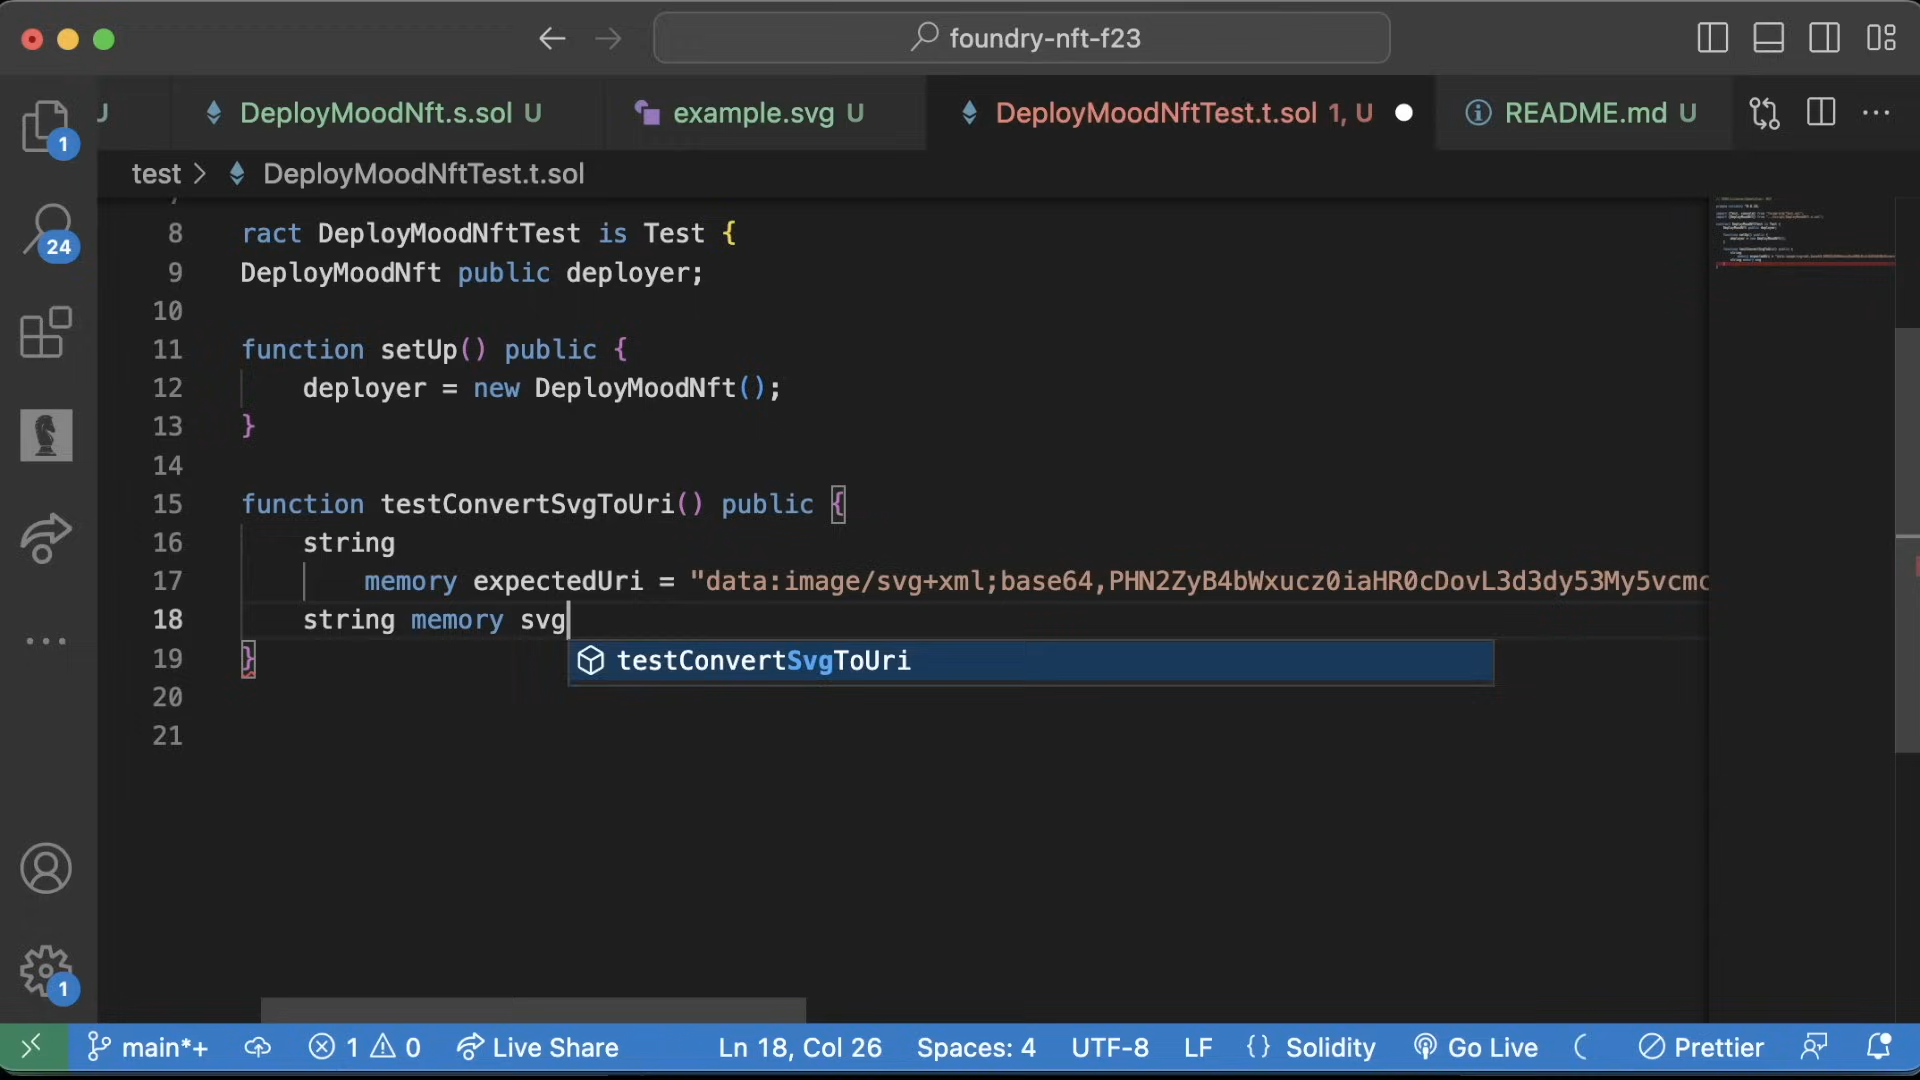 foundry-nft-f23
U
DeployMoodNft.s.sol U
example.svg U
DeployMoodNftTest.t.sol 1, U
README.md U
test > DeployMoodNftTest.t.sol
1
24
1
8 ract DeployMoodNftTest is Test {
9 DeployMoodNft public deployer;
10
11 function setUp() public {
12 deployer = new DeployMoodNft();
13 }
14
15 function testConvertSvgToUri() public {
16 string
17 memory expectedUri = "data:image/svg+xml;base64,PHN2ZyB4bWxucz0iaHR0cDovL3d3dy53My5vcmc
18 string memory svg
testConvertSvgToUri
19 }
20
21
main*+ 1 0 Live Share Ln 18, Col 26 Spaces: 4 UTF-8 LF {} Solidity Go Live Prettier